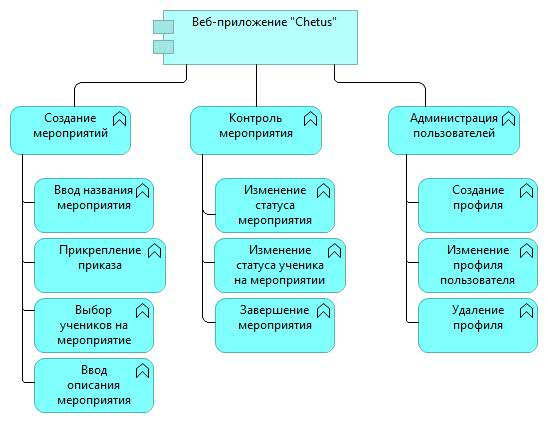 Веб-приложение "Chetus"
Создание
мероприятий
Ввод названия
мероприятия
Прикрепление
приказа
Выбор
учеников на
мероприятие
Ввод
описания
мероприятия
Контроль
мероприятия
Изменение
статуса
мероприятия
Изменение
статуса ученика
на мероприятии
Завершение
мероприятия
Администрация
пользователей
Создание
профиля
Изменение
профиля
пользователя
Удаление
профиля